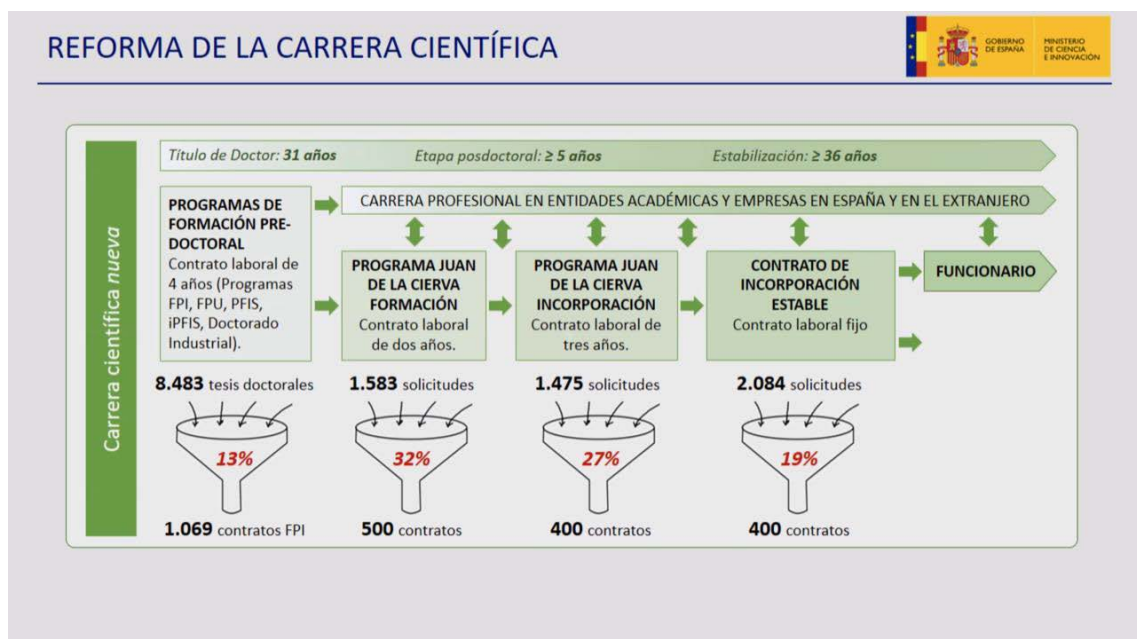 REFORMA DE LA CARRERA CIENTÍFICA
GOBIERNO
DE ESPAÑA
MINISTERIO
DE CIENCIA
E INNOVACIÓN
Carrera científica nueva
Título de Doctor: 31 años
Etapa posdoctoral: ≥ 5 años
Estabilización: ≥ 36 años
CARRERA PROFESIONAL EN ENTIDADES ACADÉMICAS Y EMPRESAS EN ESPAÑA Y EN EL EXTRANJERO
PROGRAMAS DE
FORMACIÓN PRE-
DOCTORAL
Contrato laboral de
4 años (Programas
FPI, FPU, PFIS,
iPFIS, Doctorado
Industrial).
PROGRAMA JUAN
DE LA CIERVA
FORMACIÓN
Contrato laboral
de dos años.
PROGRAMA JUAN
DE LA CIERVA
INCORPORACIÓN
Contrato laboral de
tres años.
CONTRATO DE
INCORPORACIÓN
ESTABLE
Contrato laboral fijo
FUNCIONARIO
8.483 tesis doctorales
1.583 solicitudes
1.475 solicitudes
2.084 solicitudes
13%
32%
27%
19%
1.069 contratos FPI
500 contratos
400 contratos
400 contratos